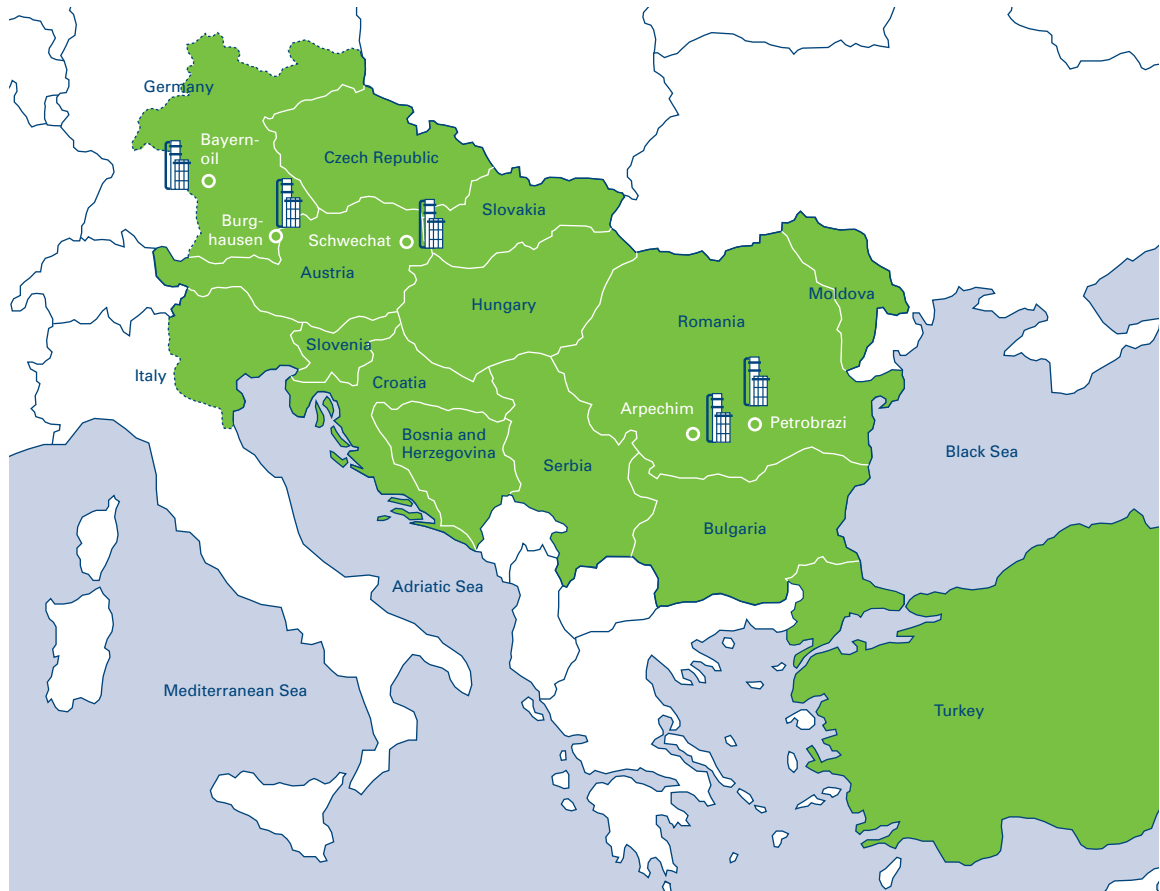 Germany
Bayern-
oil
Czech Republic
Slovakia
Burg-
hausen
Schwechat
Austria
Moldova
Hungary
Romania
Slovenia
Italy
Croatia
Arpechim
Petrobrazi
Bosnia and
Herzegovina
Serbia
Black Sea
Bulgaria
Adriatic Sea
Mediterranean Sea
Turkey